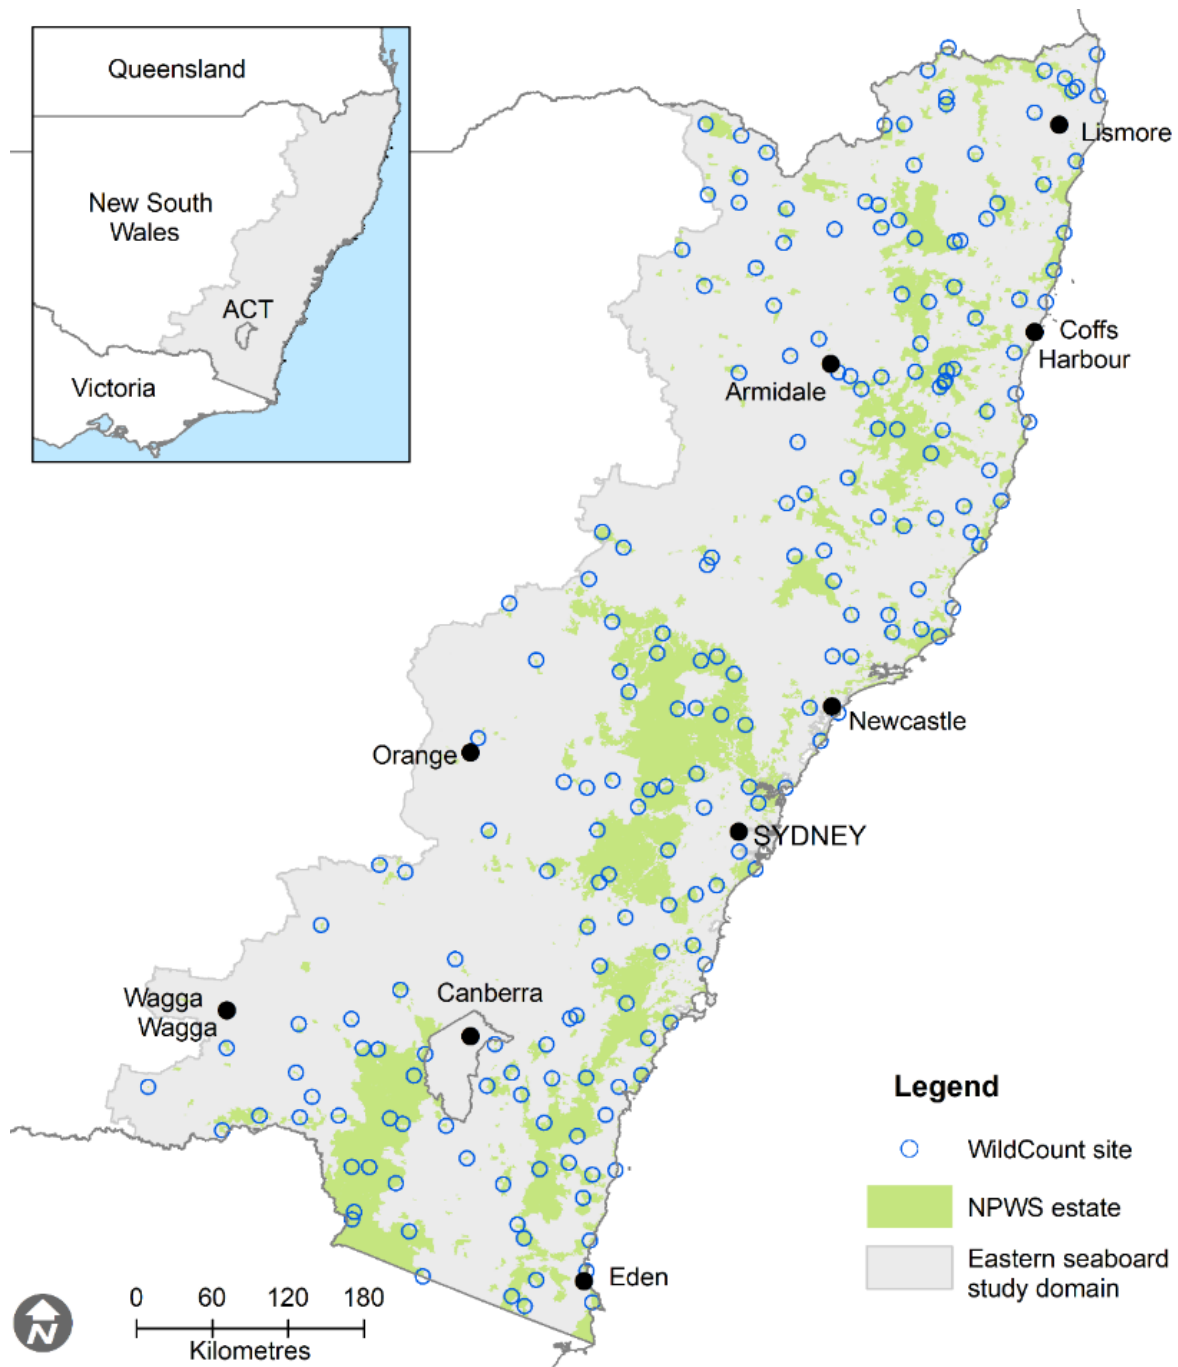 Queensland
New South
Wales
ACT
Victoria
Lismore
Coffs
Harbour
Armidale
Newcastle
Orange
SYDNEY
Wagga
Wagga
Canberra
Eden
Legend
WildCount site
NPWS estate
Eastern seaboard
study domain
0 60 120 180
Kilometres
N